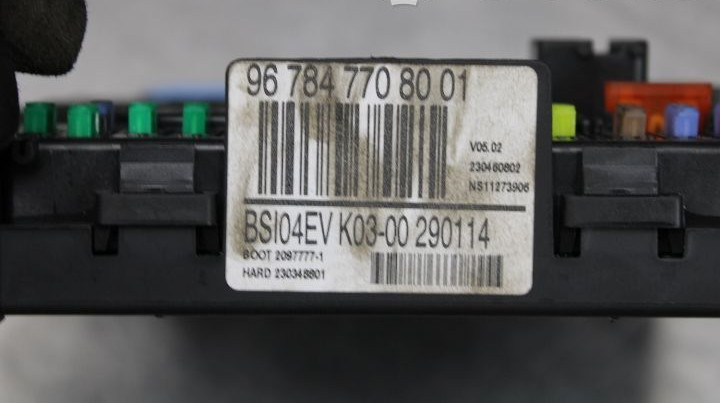 96 784 770 80 01
V05.02
230460802
NS11273906
BSI04EV K03-00 290114
BOOT 2097777-1
HARD 230348801